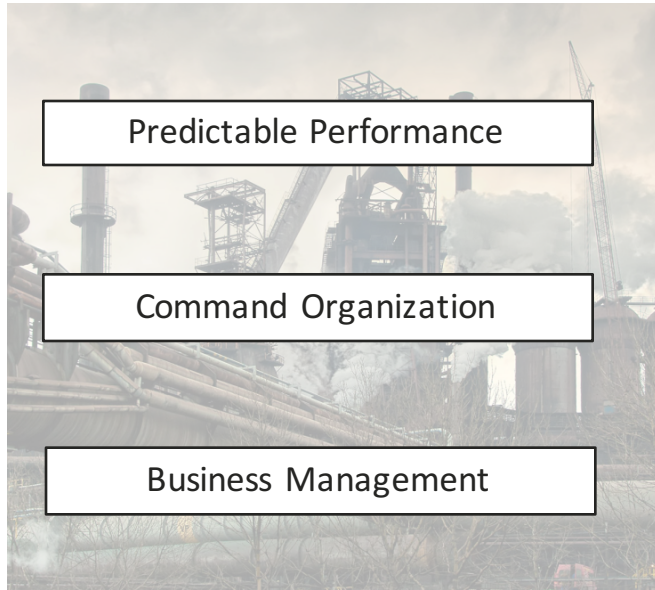 Predictable Performance
Command Organization
Business Management